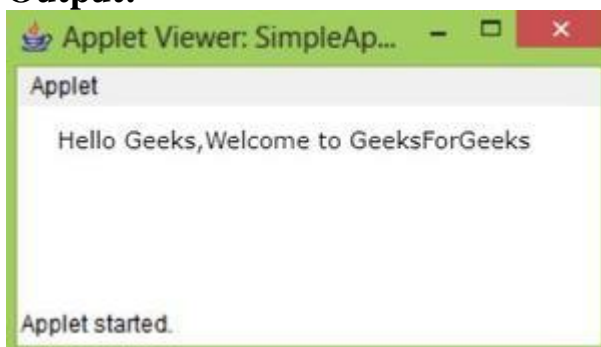 Output:
Applet Viewer: SimpleAp...
Applet
Hello Geeks,Welcome to GeeksForGeeks
Applet started.